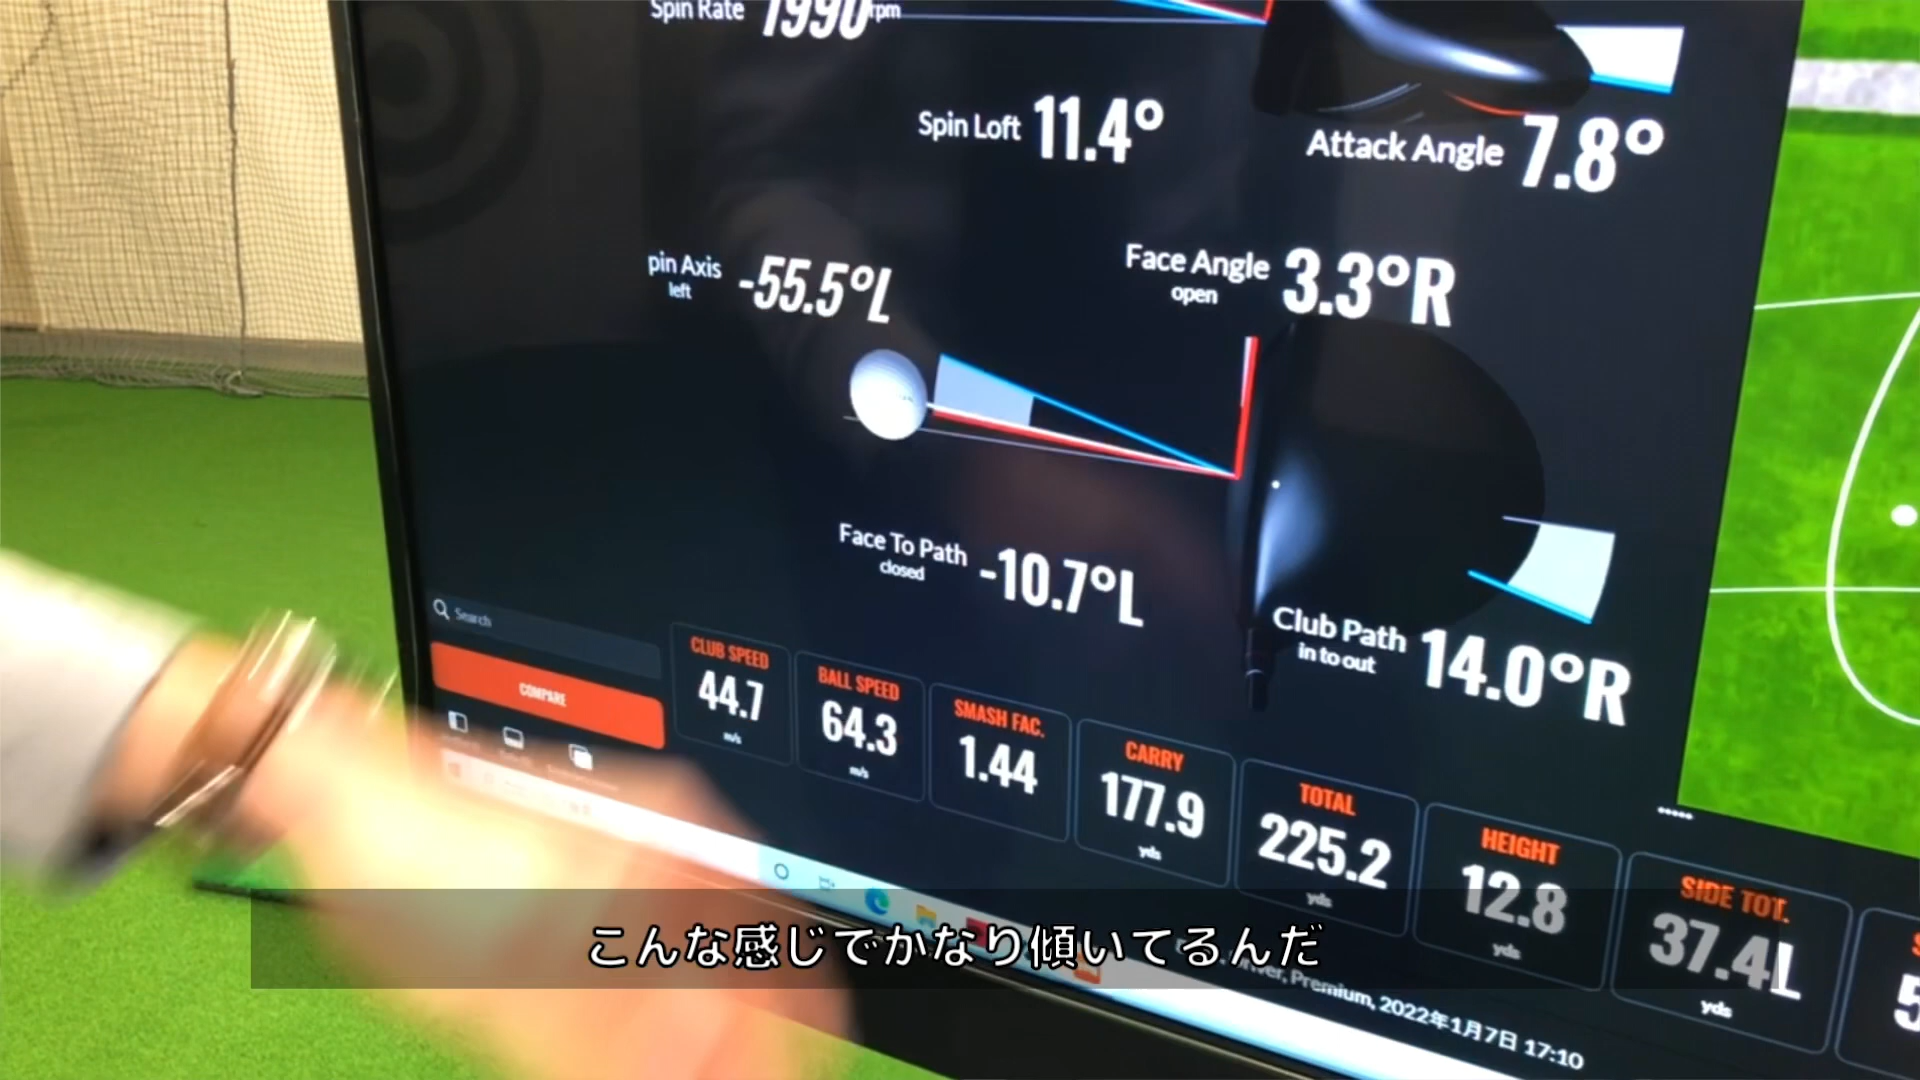 Spin Rate 1990rpm
Spin Loft 11.4°
Attack Angle 7.8°
pin Axis -55.5°L
left
Face Angle 3.3°R
open
Face To Path -10.7°L
closed
Club Path 14.0°R
in to out
Search
COMPARE
CLUB SPEED
44.7
m/s
BALL SPEED
64.3
m/s
SMASH FAC.
1.44
CARRY
177.9
yds
TOTAL
225.2
yds
HEIGHT
12.8
yds
SIDE TOT.
37.4L
yds
こんな感じでかなり傾いてるんだ
Driver, Premium, 2022年1月7日 17:10